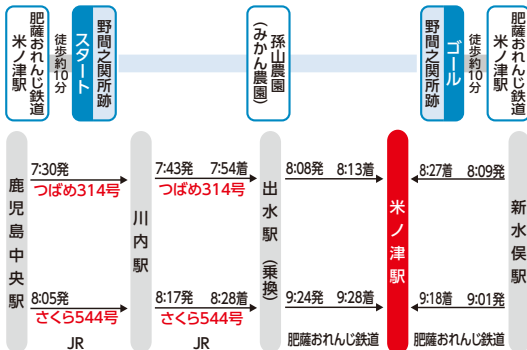 肥薩おれんじ鉄道
米ノ津駅
徒歩約10分
スタート
野間之関所跡
孫山農園
(みかん農園)
ゴール
野間之関所跡
徒歩約10分
肥薩おれんじ鉄道
米ノ津駅
鹿児島中央駅
川内駅
出水駅(乗換)
米ノ津駅
新水俣駅
7:30発
つばめ314号
7:43発 7:54着
つばめ314号
8:08発 8:13着
8:27着 8:09発
8:05発
さくら544号
8:17発 8:28着
さくら544号
9:24発 9:28着
9:18着 9:01発
JR
JR
肥薩おれんじ鉄道
肥薩おれんじ鉄道